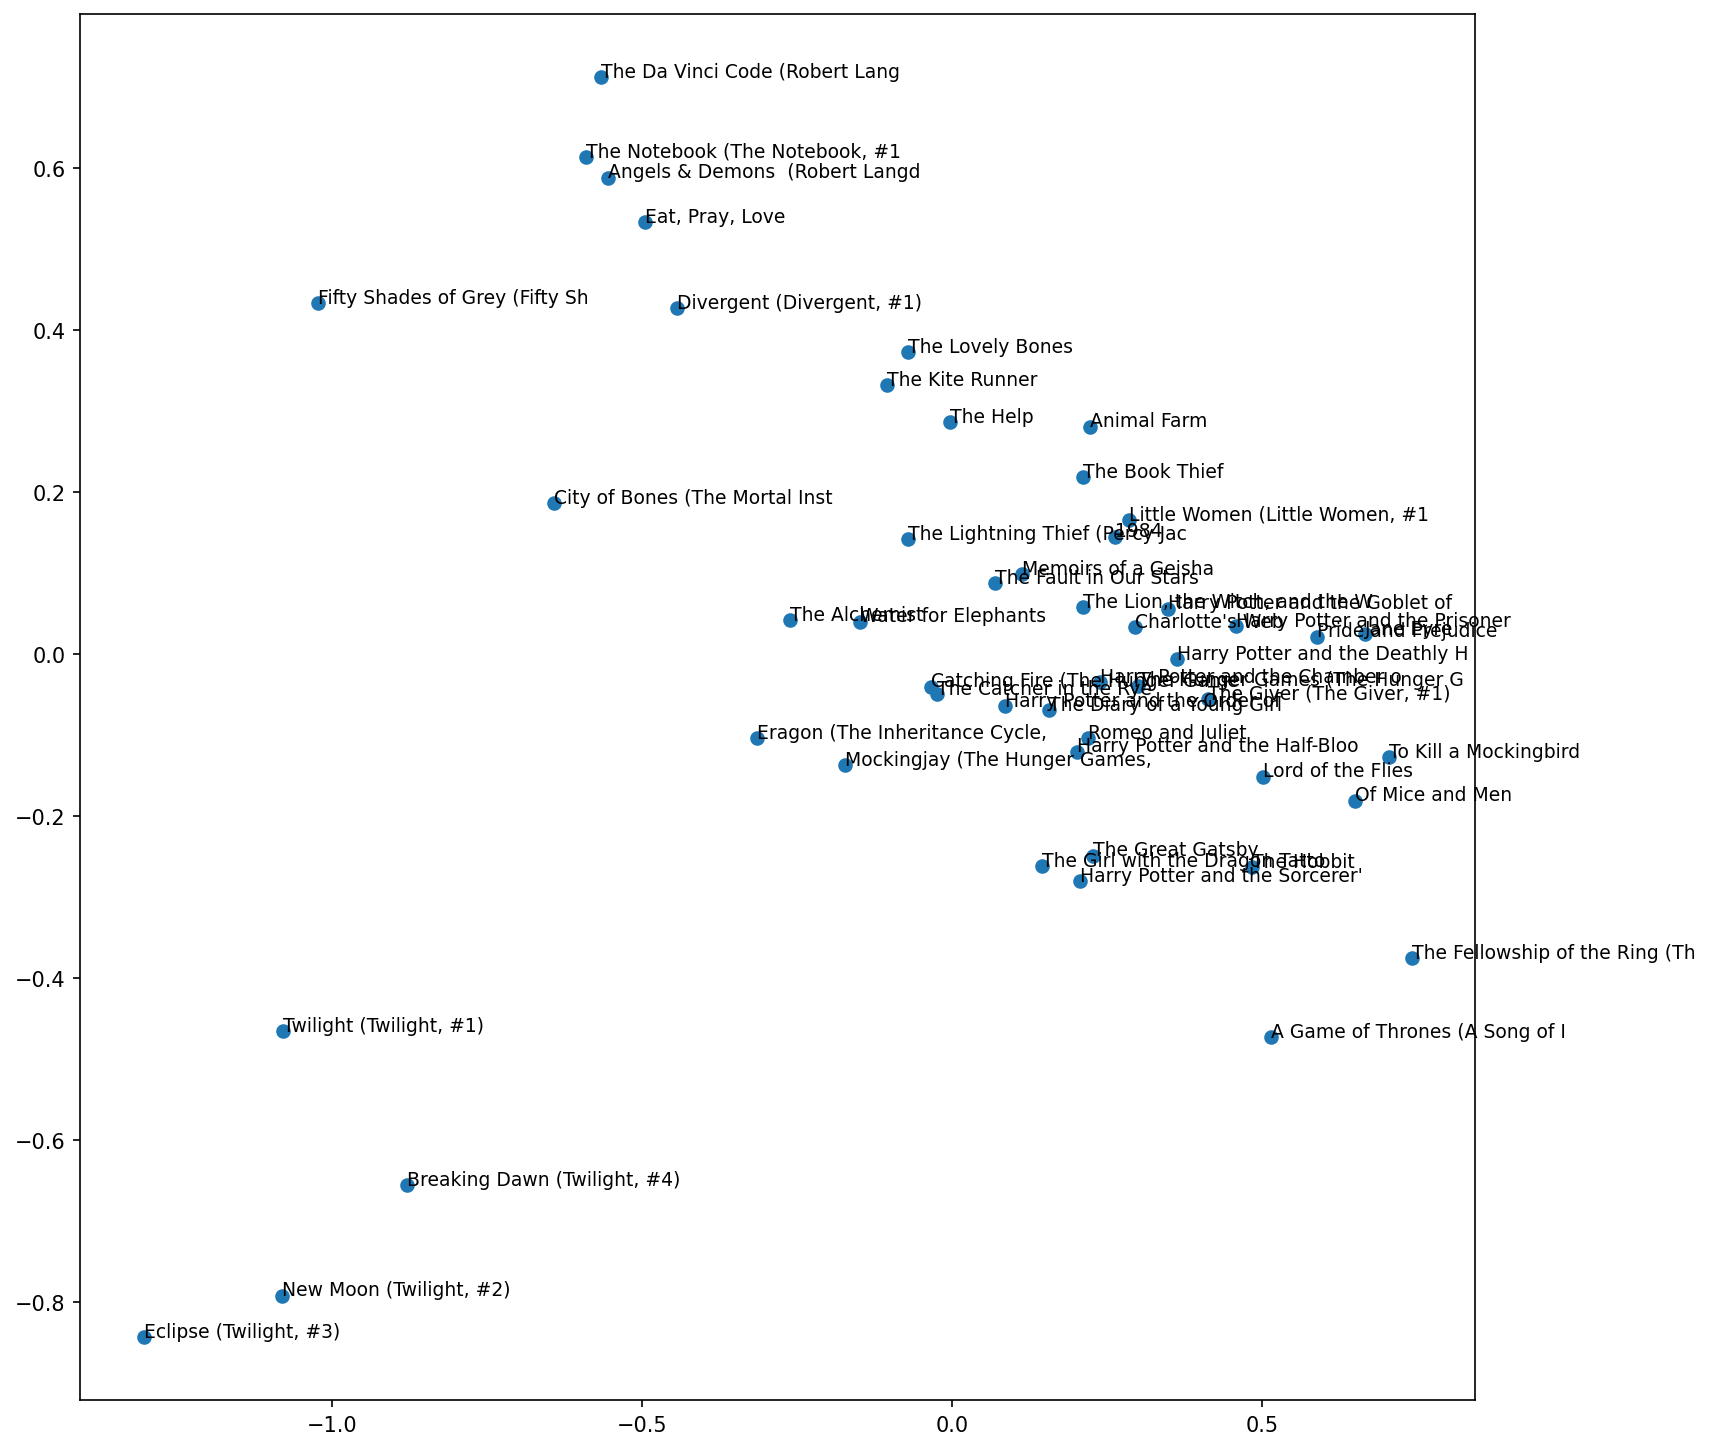 The Da Vinci Code (Robert Lang
The Notebook (The Notebook, #1
0.6
Angels & Demons  (Robert Langd
Eat, Pray, Love
Fifty Shades of Grey (Fifty Sh
Divergent (Divergent, #1)
0.4
The Lovely Bones
The Kite Runner
The Help
Animal Farm
The Book Thief
0.2
City of Bones (The Mortal Inst
Little Women (Little Women, #1
1984
The Lightning Thief (Percy Jac
Memoirs of a Geisha
The Fault in Our Stars
The Lion, the Witch, and the W
Harry Potter and the Goblet of
The Alchemist
Water for Elephants
Charlotte's Web
Harry Potter and the Prisoner
Pride and Prejudice
Jane Eyre
0.0
Harry Potter and the Deathly H
Catching Fire (The Hunger Game
Harry Potter and the Chamber o
The Hunger Games (The Hunger G
The Catcher in the Rye
The Giver (The Giver, #1)
Harry Potter and the Order of
The Diary of a Young Girl
Eragon (The Inheritance Cycle,
Romeo and Juliet
Harry Potter and the Half-Bloo
To Kill a Mockingbird
Mockingjay (The Hunger Games,
Lord of the Flies
Of Mice and Men
−0.2
The Great Gatsby
The Girl with the Dragon Tatto
The Hobbit
Harry Potter and the Sorcerer'
The Fellowship of the Ring (Th
−0.4
Twilight (Twilight, #1)
A Game of Thrones (A Song of I
−0.6
Breaking Dawn (Twilight, #4)
New Moon (Twilight, #2)
−0.8
Eclipse (Twilight, #3)
−1.0
−0.5
0.0
0.5